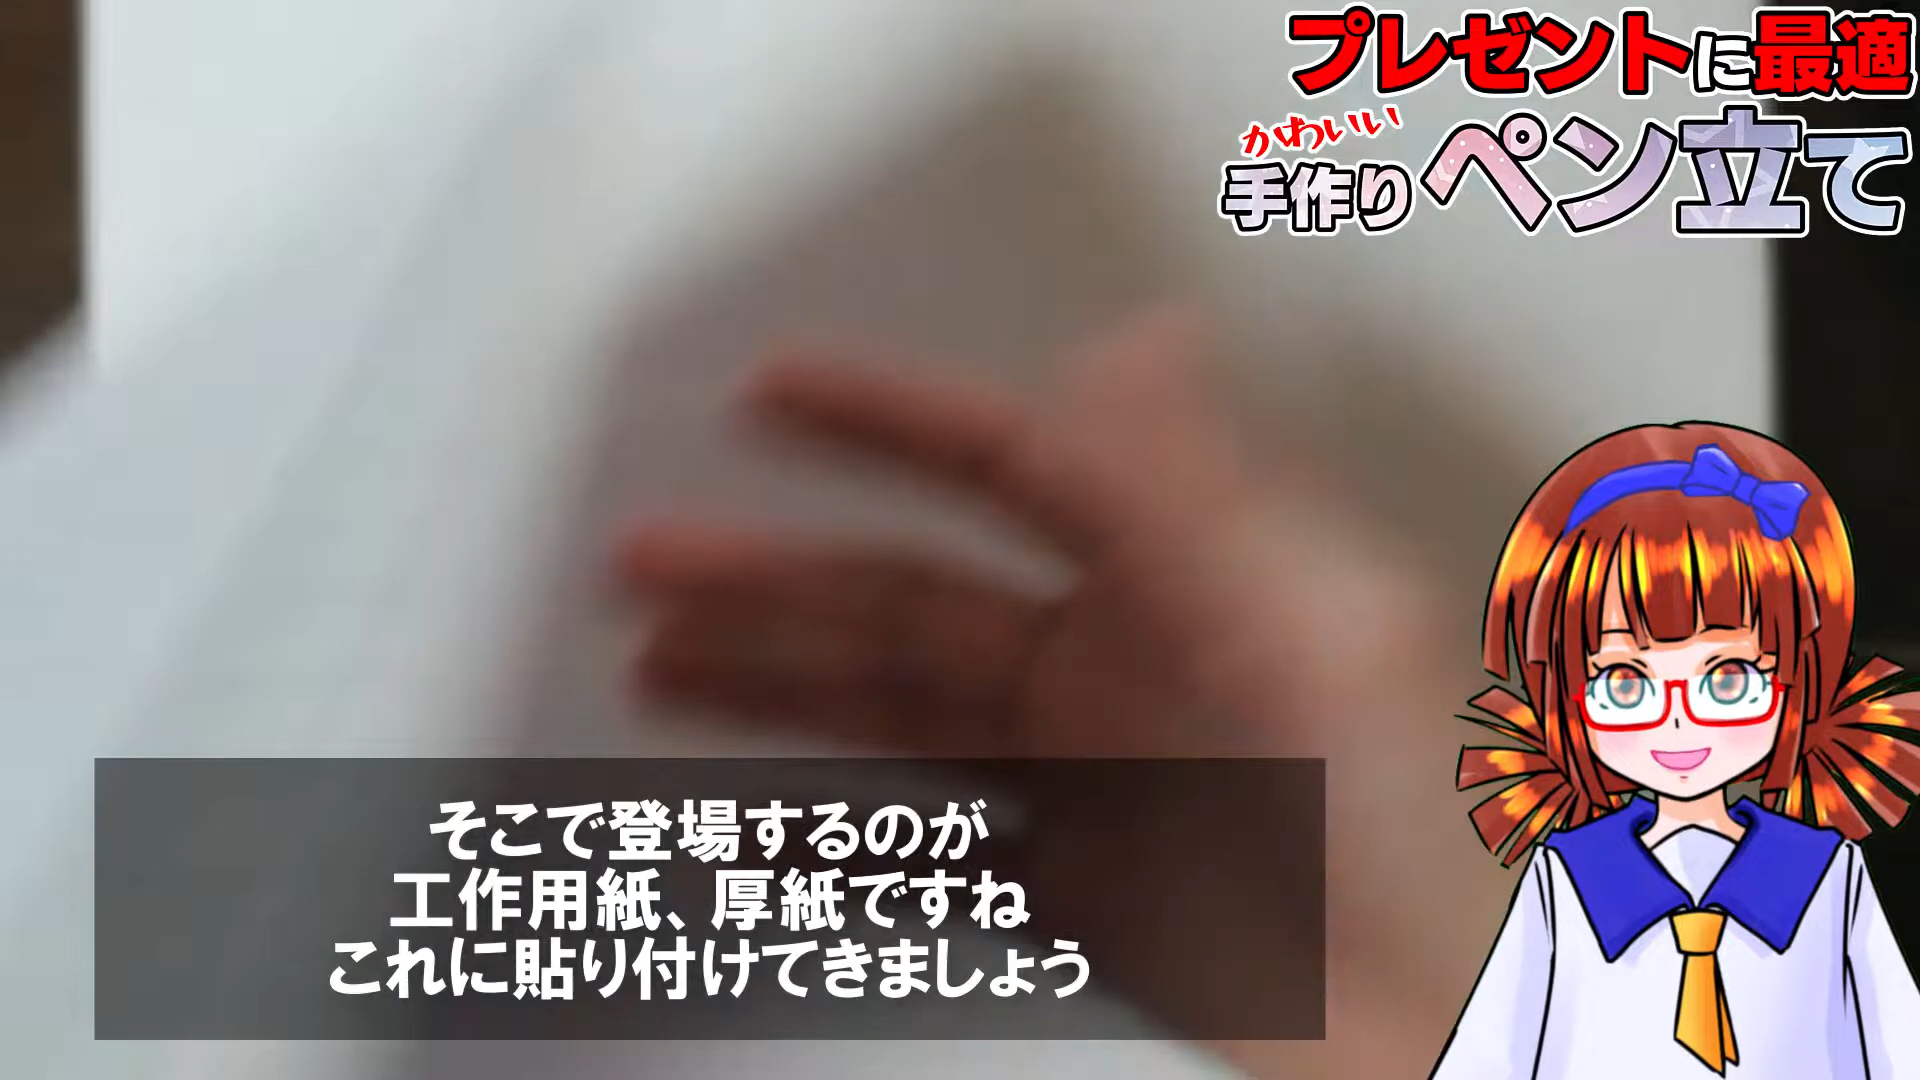 プレゼントに最適
かわいい
手作りペン立て
そこで登場するのが
工作用紙、厚紙ですね
これに貼り付けてきましょう